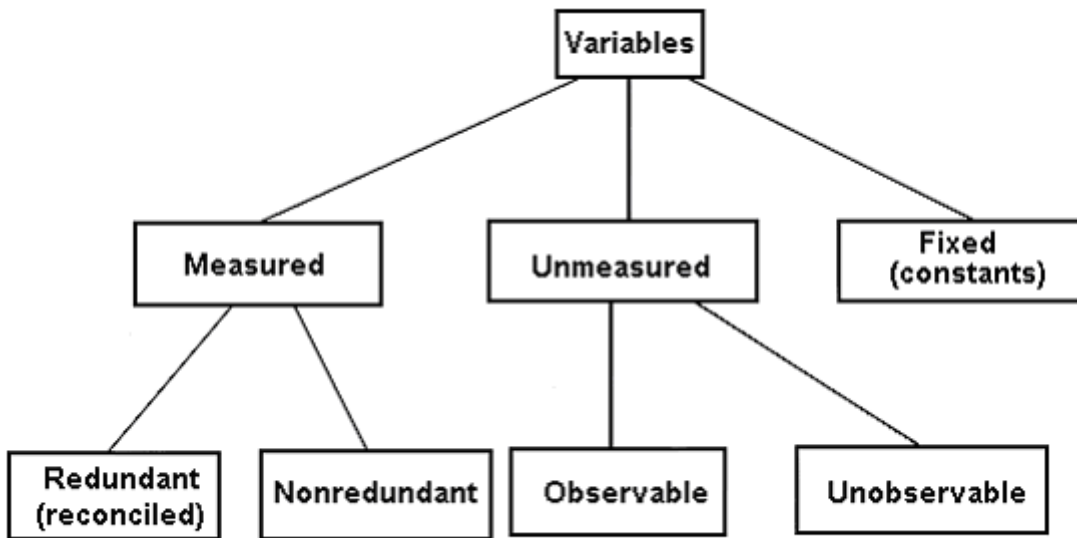 Variables
Measured
Unmeasured
Fixed
(constants)
Redundant
(reconciled)
Nonredundant
Observable
Unobservable